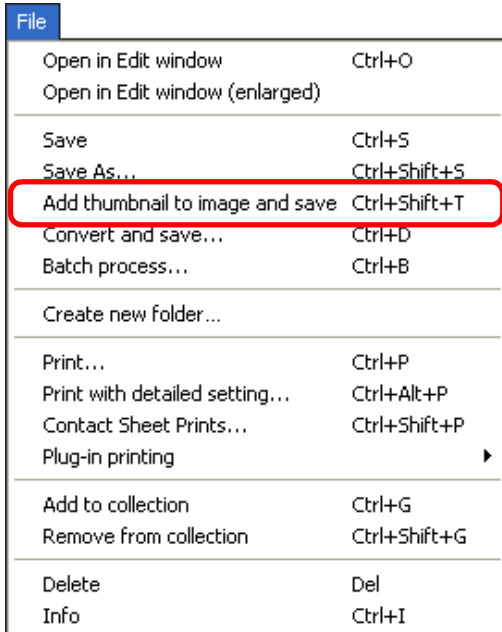 File
Open in Edit window Ctrl+O
Open in Edit window (enlarged)
Save Ctrl+S
Save As... Ctrl+Shift+S
Add thumbnail to image and save Ctrl+Shift+T
Convert and save... Ctrl+D
Batch process... Ctrl+B
Create new folder...
Print... Ctrl+P
Print with detailed setting... Ctrl+Alt+P
Contact Sheet Prints... Ctrl+Shift+P
Plug-in printing
Add to collection Ctrl+G
Remove from collection Ctrl+Shift+G
Delete Del
Info Ctrl+I